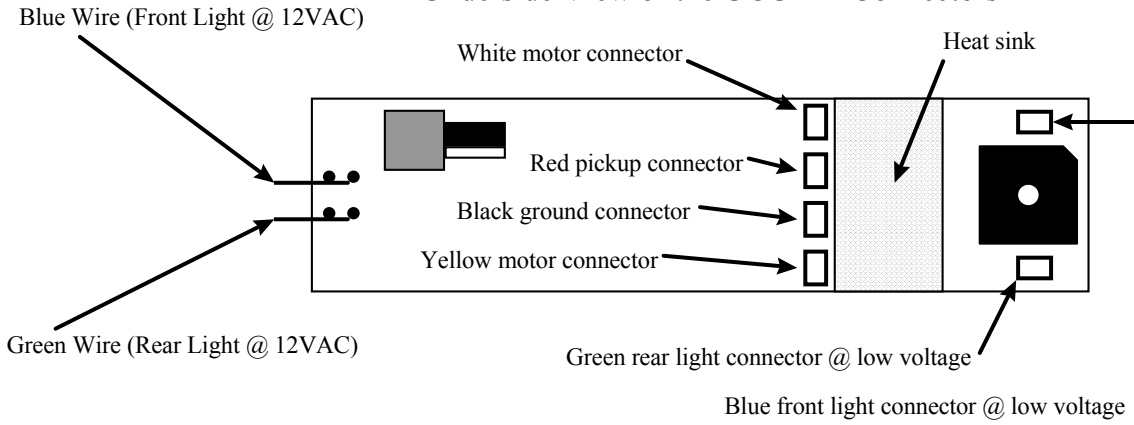 Blue Wire (Front Light @ 12VAC)
Heat sink
White motor connector
Red pickup connector
Black ground connector
Yellow motor connector
Green Wire (Rear Light @ 12VAC)
Green rear light connector @ low voltage
Blue front light connector @ low voltage